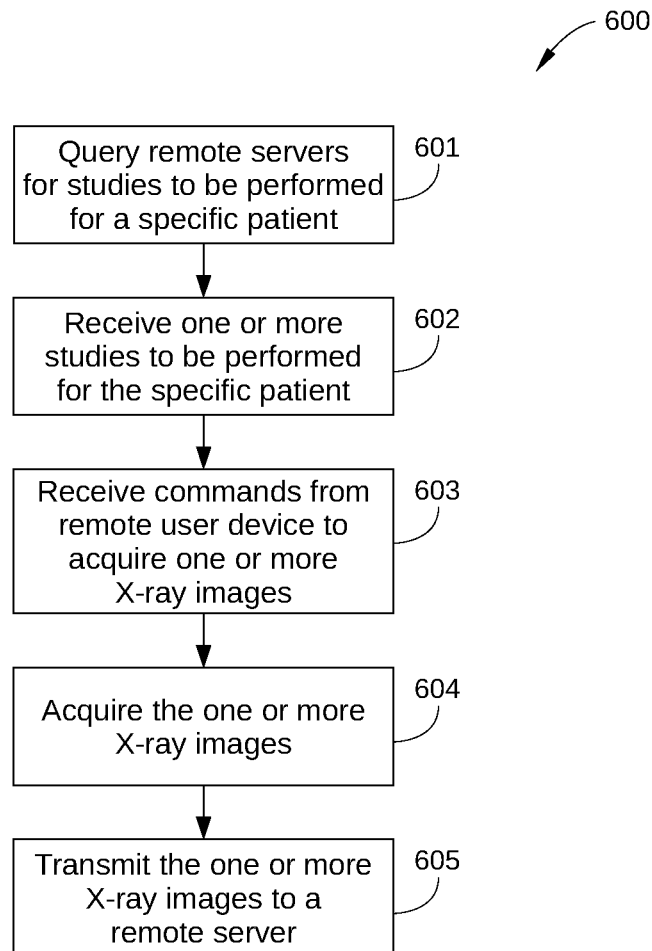 600
Query remote servers
for studies to be performed
for a specific patient
601
Receive one or more
studies to be performed
for the specific patient
602
Receive commands from
remote user device to
acquire one or more
X-ray images
603
Acquire the one or more
X-ray images
604
Transmit the one or more
X-ray images to a
remote server
605